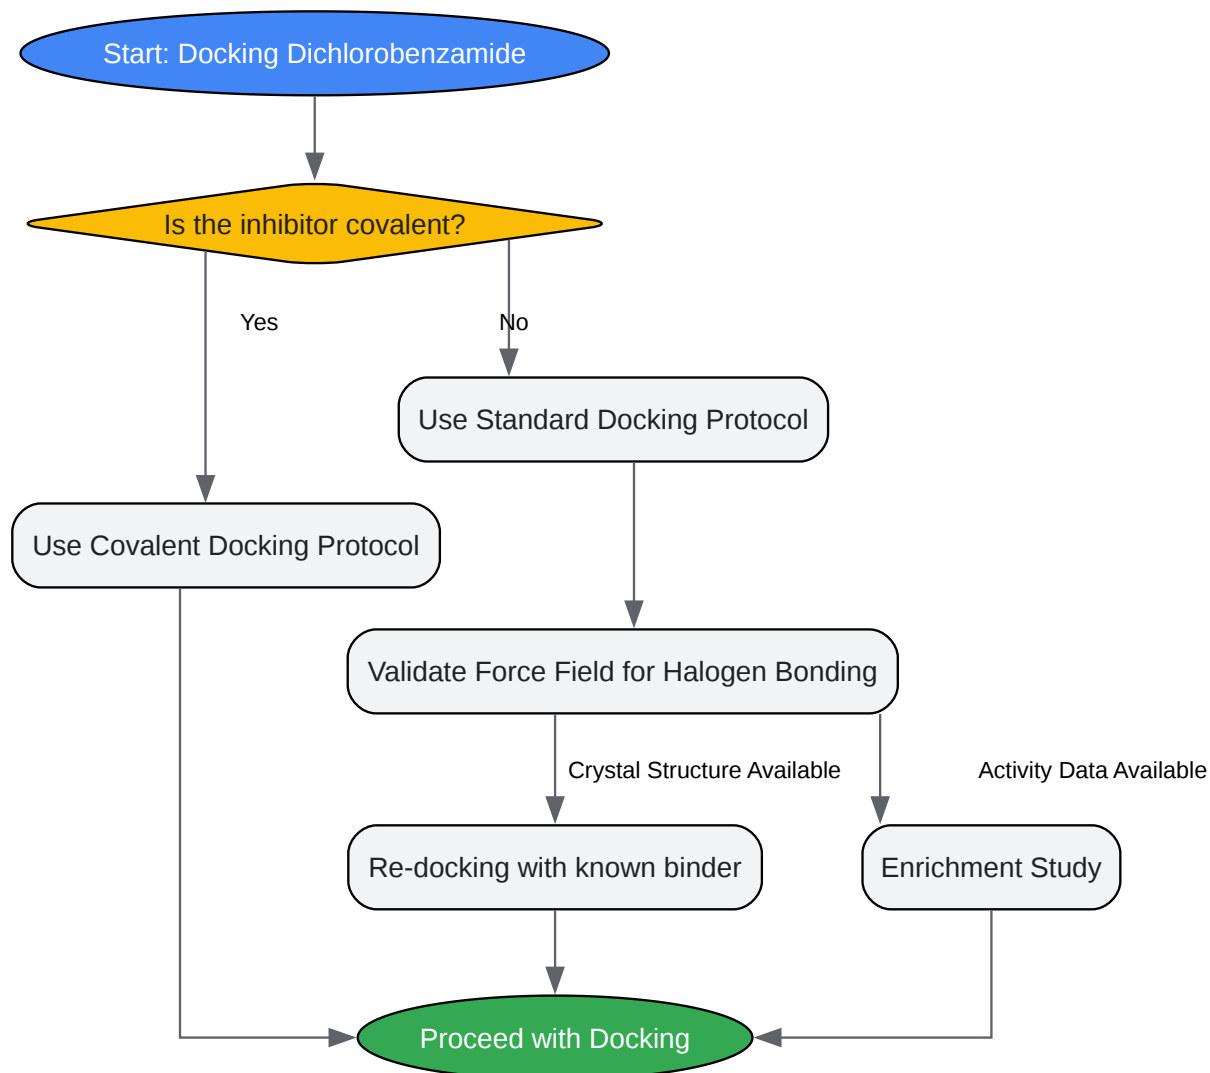 Start: Docking Dichlorobenzamide
Is the inhibitor covalent?
Yes
No
Use Standard Docking Protocol
Use Covalent Docking Protocol
Validate Force Field for Halogen Bonding
Crystal Structure Available
Activity Data Available
Re-docking with known binder
Enrichment Study
Proceed with Docking